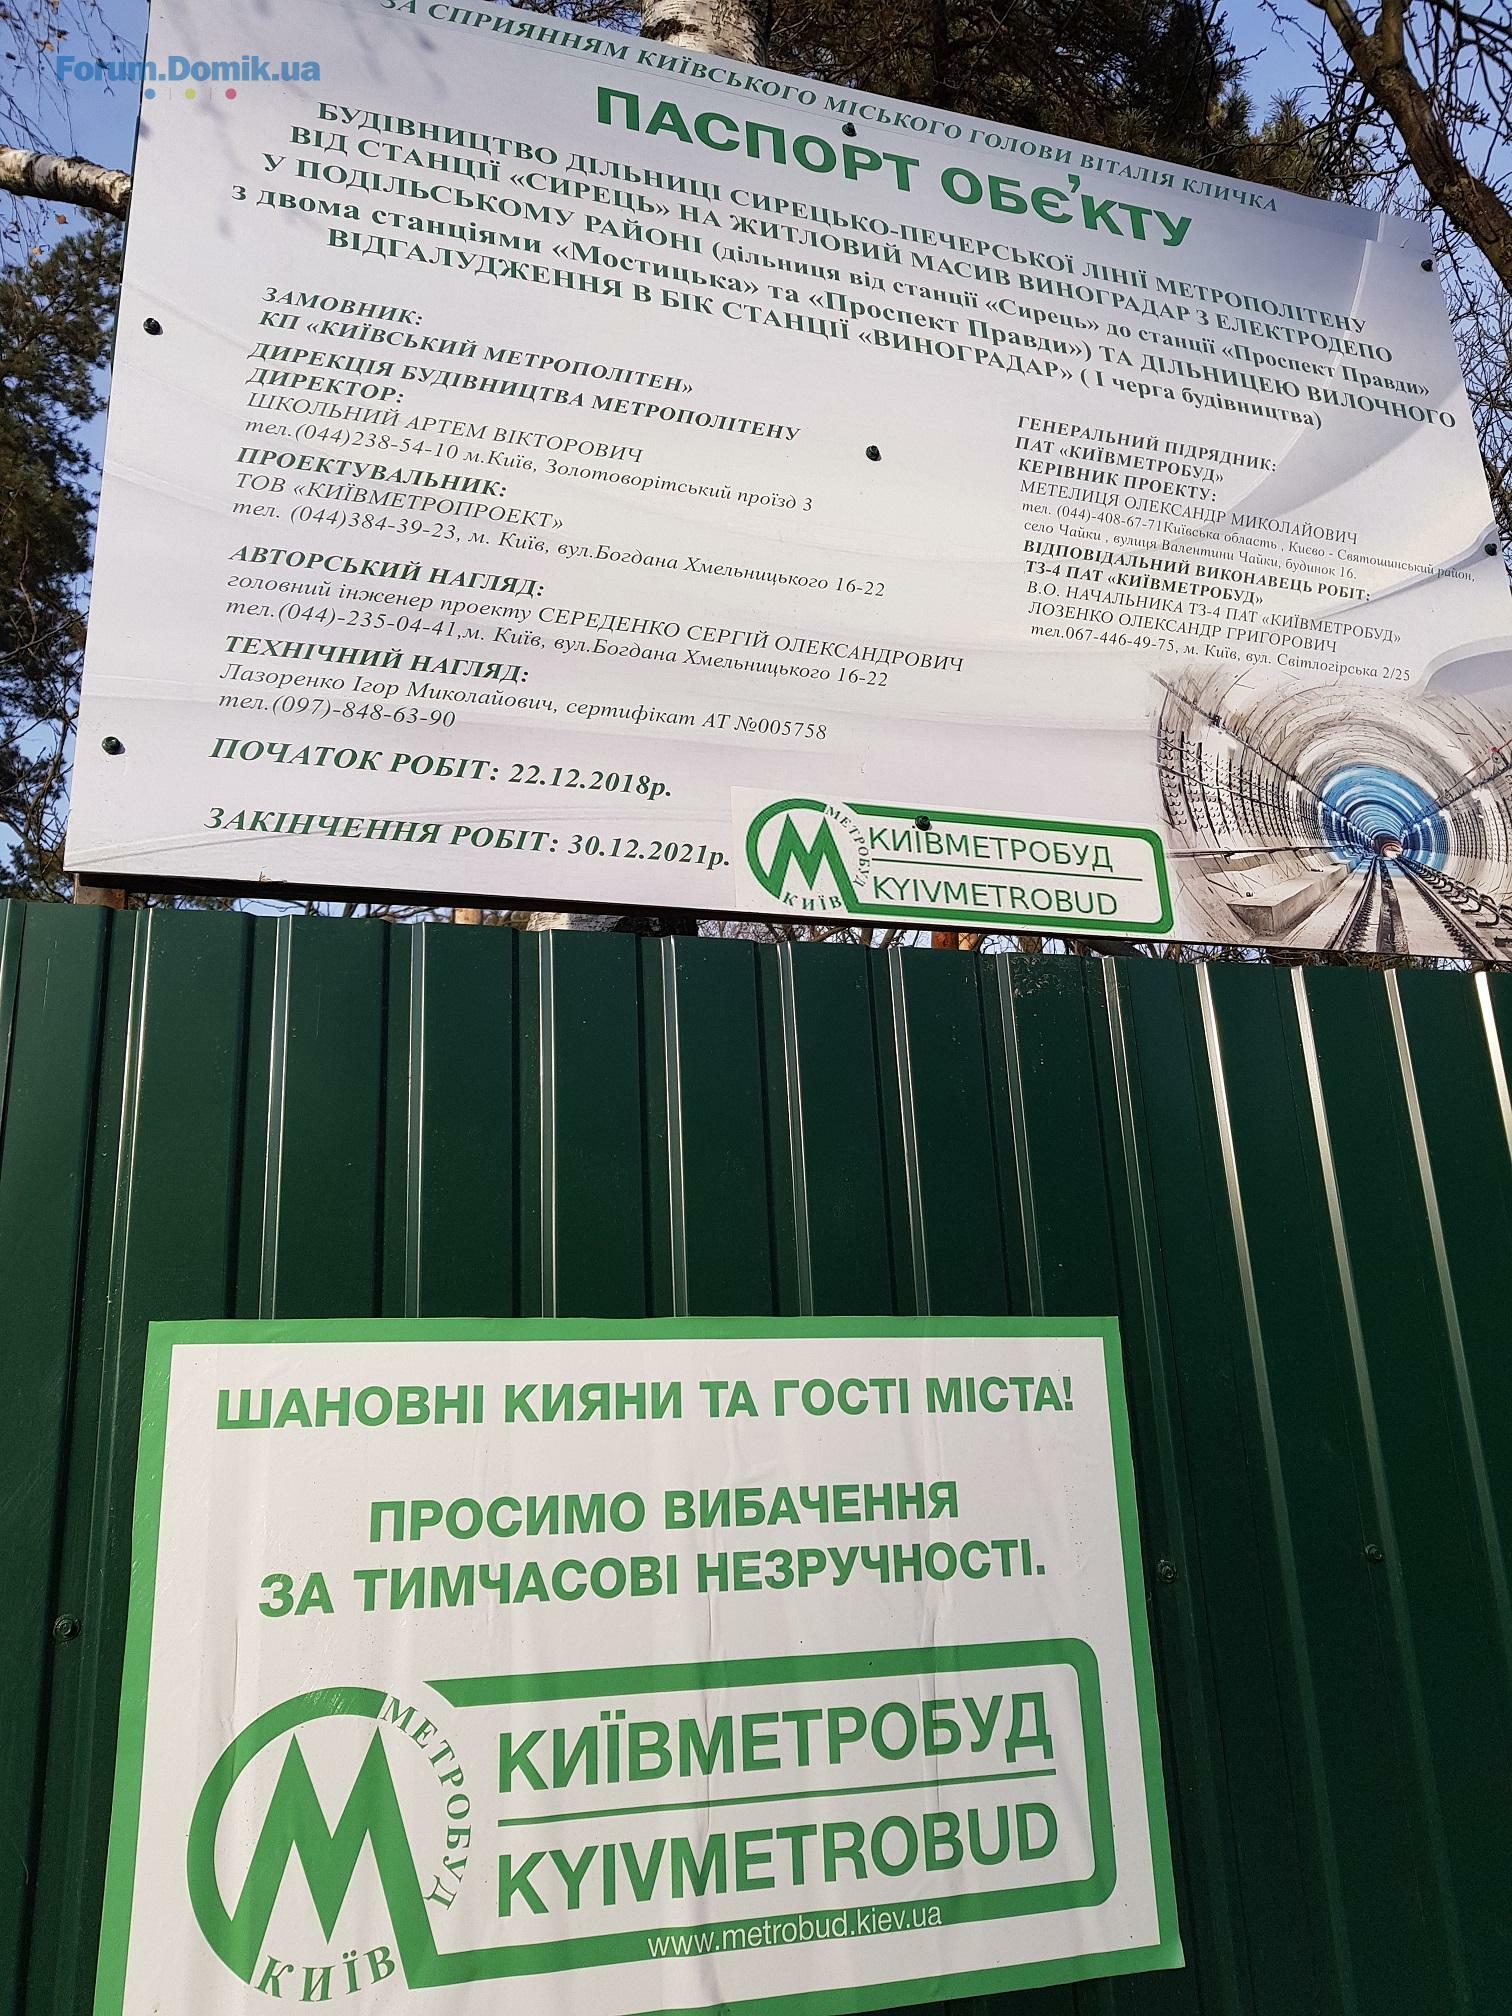 Forum.Domik.ua
ЗА СПРИЯННЯМ КИЇВСЬКОГО МІСЬКОГО ГОЛОВИ ВІТАЛІЯ КЛИЧКА
ПАСПОРТ ОБЄ'КТУ
БУДІВНИЦТВО ДІЛЬНИЦІ СИРЕЦЬКО-ПЕЧЕРСЬКОЇ ЛІНІЇ МЕТРОПОЛІТЕНУ
ВІД СТАНЦІЇ «СИРЕЦЬ» НА ЖИТЛОВИЙ МАСИВ ВИНОГРАДАР З ЕЛЕКТРОДЕПО
У ПОДІЛЬСЬКОМУ РАЙОНІ (дільниця від станції «Сирець» до станції «Проспект Правди»
з двома станціями «Мостицька» та «Проспект Правди») ТА ДІЛЬНИЦЕЮ ВИЛОЧНОГО
ВІДГАЛУДЖЕННЯ В БІК СТАНЦІЇ «ВИНОГРАДАР» ( І черга будівництва)
ЗАМОВНИК:
КП «КИЇВСЬКИЙ МЕТРОПОЛІТЕН»
ДИРЕКЦІЯ БУДІВНИЦТВА МЕТРОПОЛІТЕНУ
ДИРЕКТОР:
ШКОЛЬНИЙ АРТЕМ ВІКТОРОВИЧ
тел.(044)238-54-10 м.Київ, Золотоворітський проїзд 3
ПРОЕКТУВАЛЬНИК:
ТОВ «КИЇВМЕТРОПРОЕКТ»
тел. (044)384-39-23, м. Київ, вул.Богдана Хмельницького 16-22
АВТОРСЬКИЙ НАГЛЯД:
головний інженер проекту СЕРЕДЕНКО СЕРГІЙ ОЛЕКСАНДРОВИЧ
тел.(044)-235-04-41,м. Київ, вул.Богдана Хмельницького 16-22
ТЕХНІЧНИЙ НАГЛЯД:
Лазоренко Ігор Миколайович, сертифікат АТ №005758
тел.(097)-848-63-90
ПОЧАТОК РОБІТ: 22.12.2018р.
ЗАКІНЧЕННЯ РОБІТ: 30.12.2021р.
ГЕНЕРАЛЬНИЙ ПІДРЯДНИК:
ПАТ «КИЇВМЕТРОБУД»
КЕРІВНИК ПРОЕКТУ:
МЕТЕЛИЦЯ ОЛЕКСАНДР МИКОЛАЙОВИЧ
тел. (044)-408-67-71Київська область , Києво - Святошинський район,
село Чайки , вулиця Валентини Чайки, будинок 16.
ВІДПОВІДАЛЬНИЙ ВИКОНАВЕЦЬ РОБІТ:
ТЗ-4 ПАТ «КИЇВМЕТРОБУД»
В.О. НАЧАЛЬНИКА ТЗ-4 ПАТ «КИЇВМЕТРОБУД»
ЛОЗЕНКО ОЛЕКСАНДР ГРИГОРОВИЧ
тел.067-446-49-75, м. Київ, вул. Світлогірська 2/25
МЕТРОБУД
КИЇВ
КИЇВМЕТРОБУД
KYIVMETROBUD
ШАНОВНІ КИЯНИ ТА ГОСТІ МІСТА!
ПРОСИМО ВИБАЧЕННЯ
ЗА ТИМЧАСОВІ НЕЗРУЧНОСТІ.
МЕТРОБУД
КИЇВ
КИЇВМЕТРОБУД
KYIVMETROBUD
www.metrobud.kiev.ua